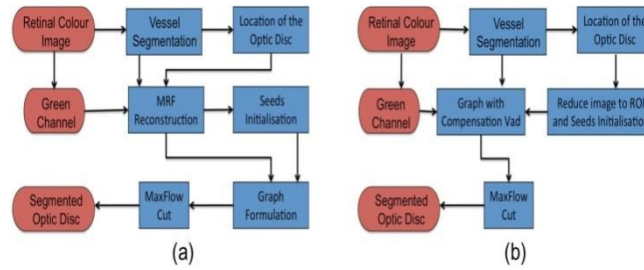 Retinal Colour
Image
Vessel
Segmentation
Location of the
Optic Disc
Green
Channel
MRF
Reconstruction
Seeds
Initialisation
Segmented
Optic Disc
MaxFlow
Cut
Graph
Formulation
(a)
Retinal Colour
Image
Vessel
Segmentation
Location of the
Optic Disc
Green
Channel
Graph with
Compensation Vad
Reduce image to ROI
and Seeds Initialisation
Segmented
Optic Disc
MaxFlow
Cut
(b)